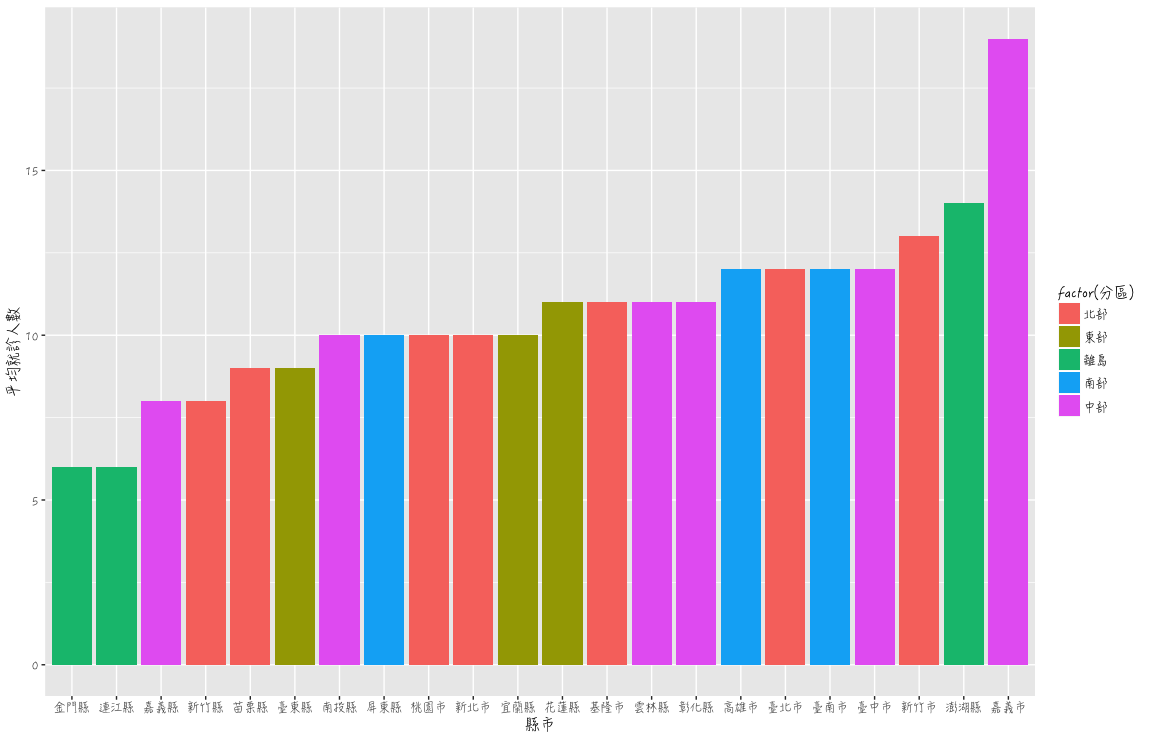 15
10
5
0
平均就診人數
金門縣 連江縣 嘉義縣 新竹縣 苗栗縣 臺東縣 南投縣 屏東縣 桃園市 新北市 宜蘭縣 花蓮縣 基隆市 雲林縣 彰化縣 高雄市 臺北市 臺南市 臺中市 新竹市 澎湖縣 嘉義市
縣市
factor(分區)
北部
東部
離島
南部
中部